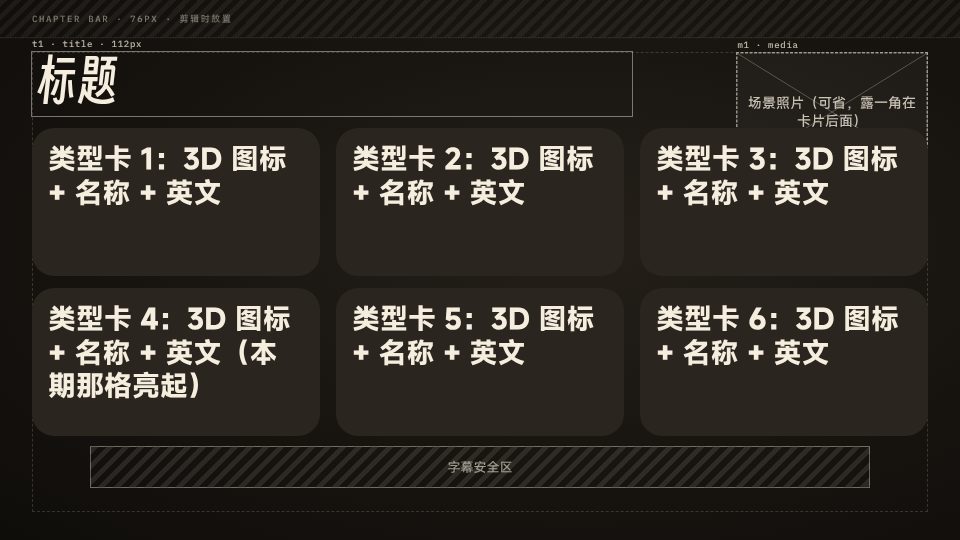 CHAPTER BAR · 76PX · 剪辑时放置
t1 · title · 112px
m1 · media
标题
场景照片（可省，露一角在
卡片后面）
类型卡 1：3D 图标
+ 名称 + 英文
类型卡 2：3D 图标
+ 名称 + 英文
类型卡 3：3D 图标
+ 名称 + 英文
类型卡 4：3D 图标
+ 名称 + 英文（本
期那格亮起）
类型卡 5：3D 图标
+ 名称 + 英文
类型卡 6：3D 图标
+ 名称 + 英文
字幕安全区